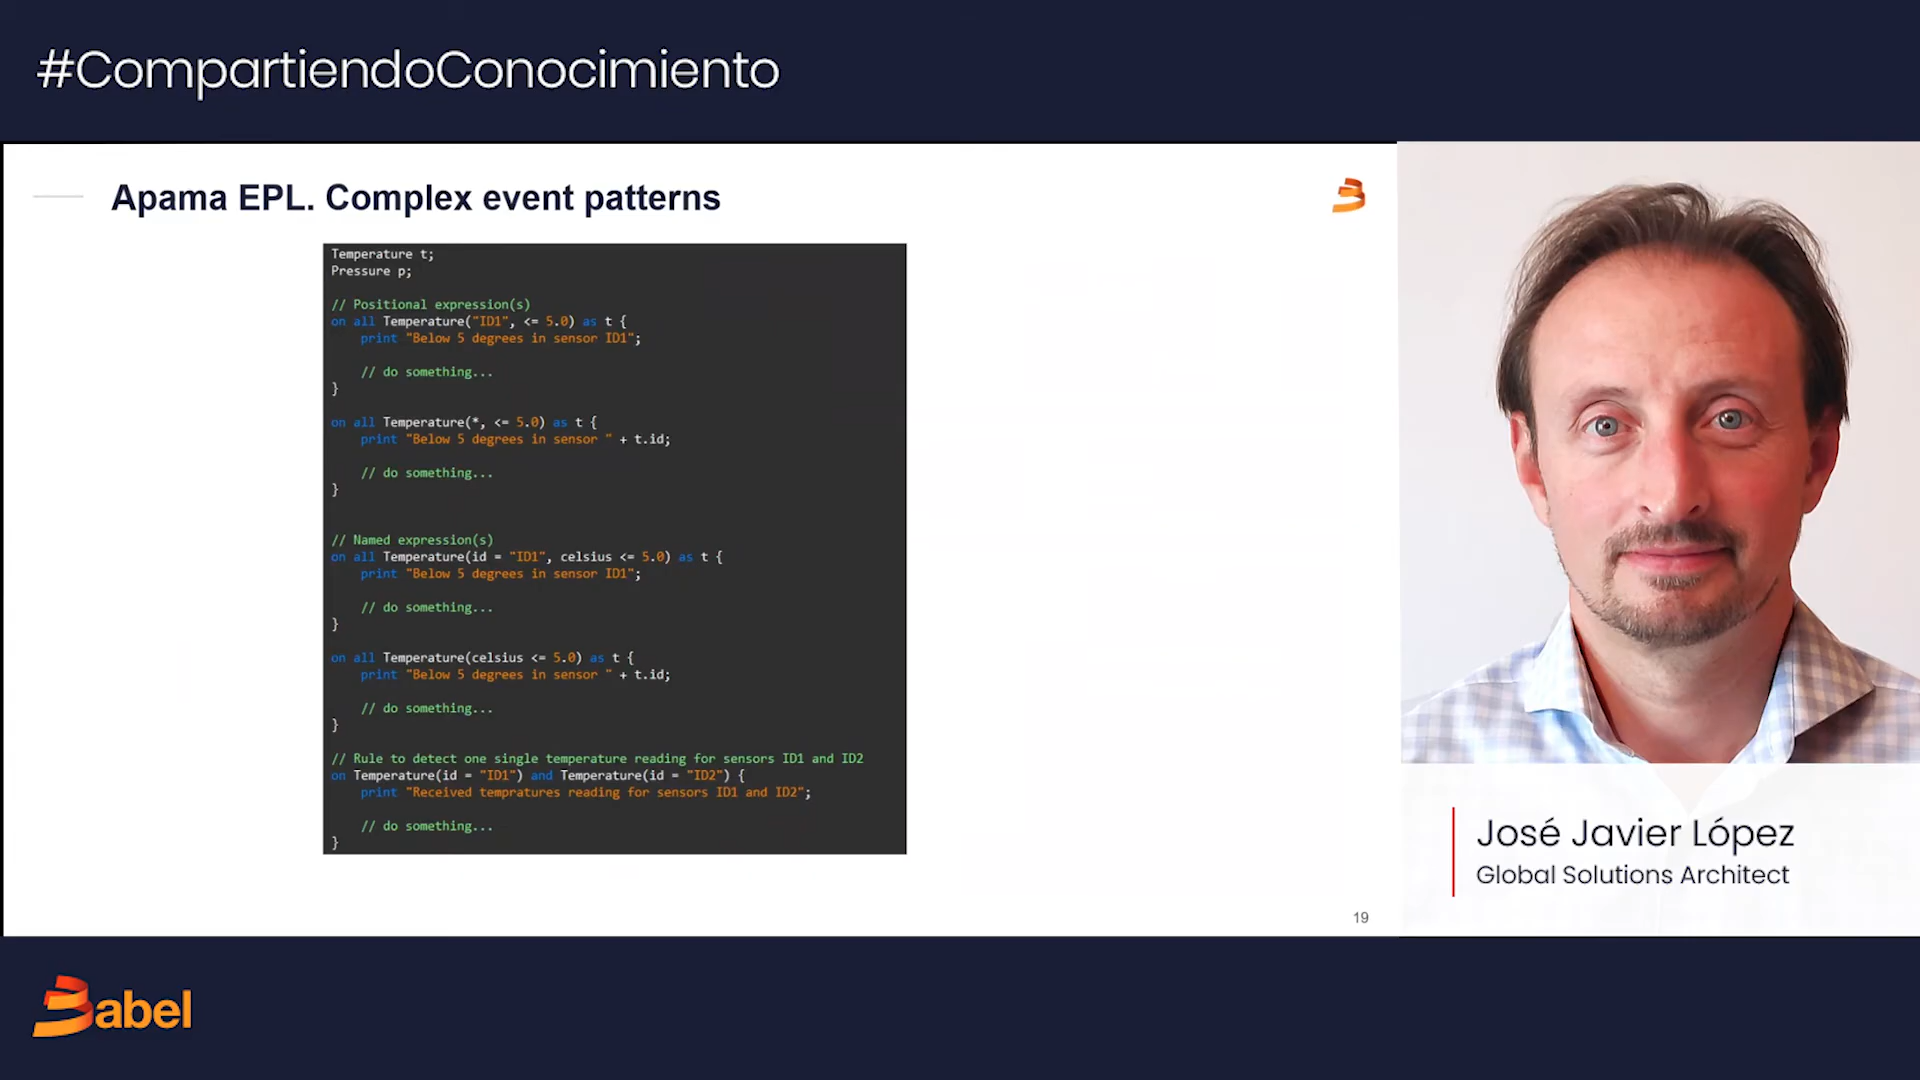 #CompartiendoConocimiento
Apama EPL. Complex event patterns
Temperature t;
Pressure p;
// Positional expression(s)
on all Temperature("ID1", <= 5.0) as t {
print "Below 5 degrees in sensor ID1";
// do something...
}
on all Temperature(*, <= 5.0) as t {
print "Below 5 degrees in sensor " + t.id;
// do something...
}
// Named expression(s)
on all Temperature(id = "ID1", celsius <= 5.0) as t {
print "Below 5 degrees in sensor ID1";
// do something...
}
on all Temperature(celsius <= 5.0) as t {
print "Below 5 degrees in sensor " + t.id;
// do something...
}
// Rule to detect one single temperature reading for sensors ID1 and ID2
on Temperature(id = "ID1") and Temperature(id = "ID2") {
print "Received tempratures reading for sensors ID1 and ID2";
// do something...
}
19
José Javier López
Global Solutions Architect
Babel